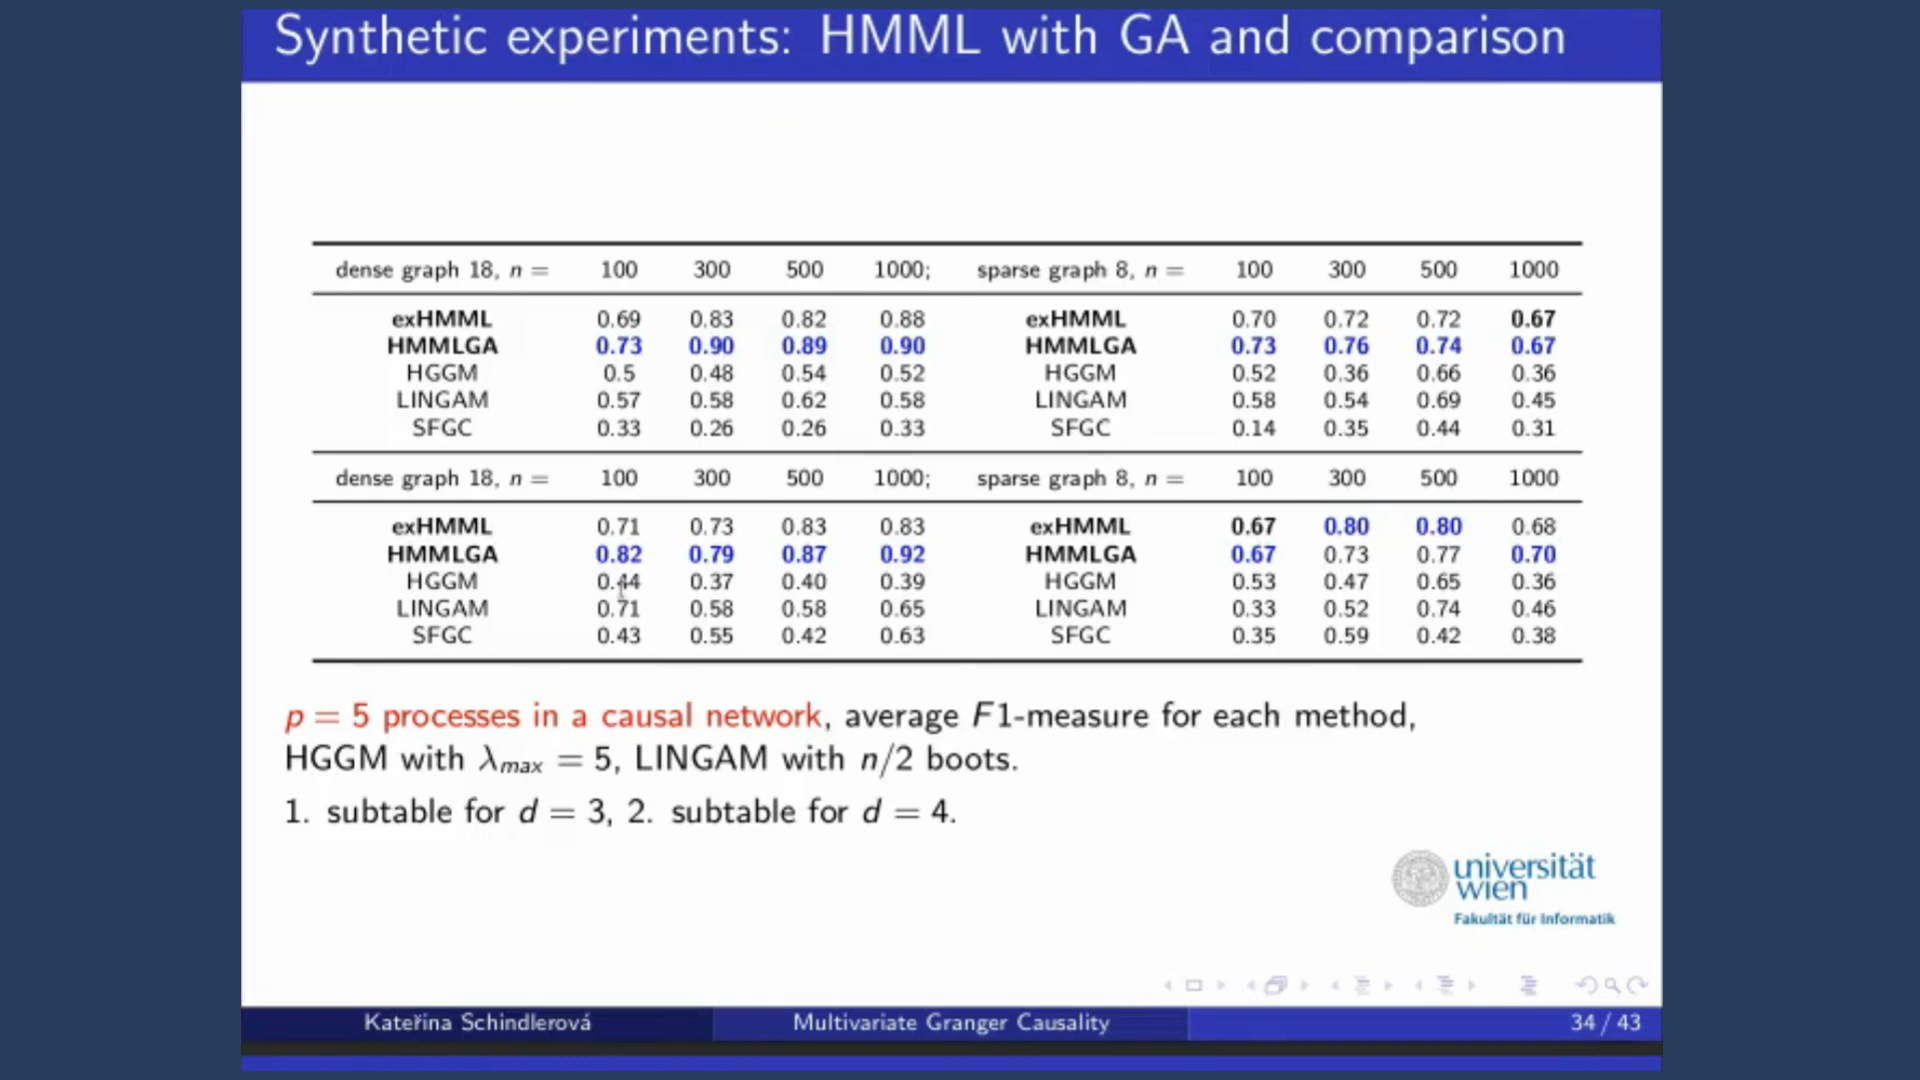 Synthetic experiments: HMML with GA and comparison
dense graph 18, n = 100 300 500 1000; sparse graph 8, n = 100 300 500 1000
exHMML 0.69 0.83 0.82 0.88 exHMML 0.70 0.72 0.72 0.67
HMMLGA 0.73 0.90 0.89 0.90 HMMLGA 0.73 0.76 0.74 0.67
HGGM 0.5 0.48 0.54 0.52 HGGM 0.52 0.36 0.66 0.36
LINGAM 0.57 0.58 0.62 0.58 LINGAM 0.58 0.54 0.69 0.45
SFGC 0.33 0.26 0.26 0.33 SFGC 0.14 0.35 0.44 0.31
dense graph 18, n = 100 300 500 1000; sparse graph 8, n = 100 300 500 1000
exHMML 0.71 0.73 0.83 0.83 exHMML 0.67 0.80 0.80 0.68
HMMLGA 0.82 0.79 0.87 0.92 HMMLGA 0.67 0.73 0.77 0.70
HGGM 0.44 0.37 0.40 0.39 HGGM 0.53 0.47 0.65 0.36
LINGAM 0.71 0.58 0.58 0.65 LINGAM 0.33 0.52 0.74 0.46
SFGC 0.43 0.55 0.42 0.63 SFGC 0.35 0.59 0.42 0.38
p = 5 processes in a causal network, average F1-measure for each method,
HGGM with λmax = 5, LINGAM with n/2 boots.
1. subtable for d = 3, 2. subtable for d = 4.
universität
wien
Fakultät für Informatik
Kateřina Schindlerová Multivariate Granger Causality 34 / 43